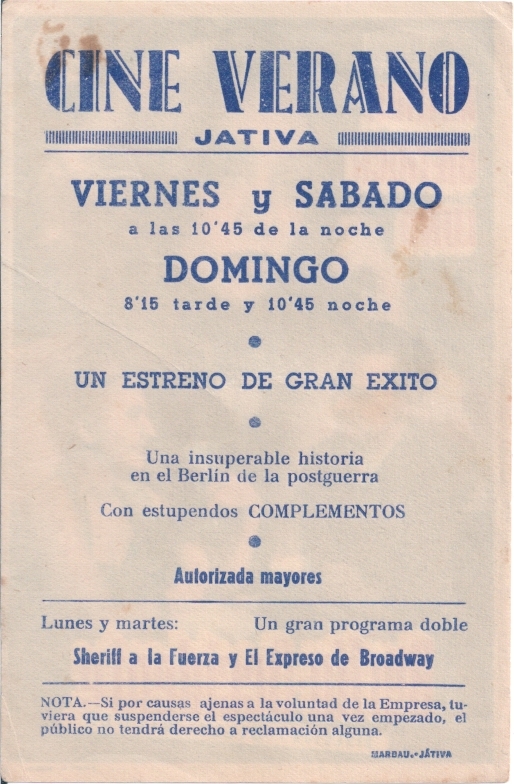 CINE VERANO
JATIVA
VIERNES y SABADO
a las 10'45 de la noche
DOMINGO
8'15 tarde y 10'45 noche
UN ESTRENO DE GRAN EXITO
Una insuperable historia
en el Berlín de la postguerra
Con estupendos COMPLEMENTOS
Autorizada mayores
Lunes y martes: Un gran programa doble
Sheriff a la Fuerza y El Expreso de Broadway
NOTA.—Si por causas ajenas a la voluntad de la Empresa, tu-
viera que suspenderse el espectáculo una vez empezado, el
público no tendrá derecho a reclamación alguna.
MARBAU.-JÁTIVA